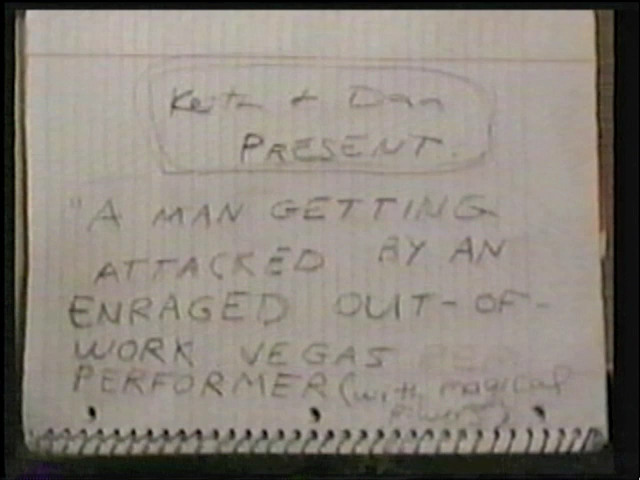 Keith + Dan
PRESENT.
"A MAN GETTING
ATTACKED BY AN
ENRAGED OUT-OF-
WORK VEGAS
PERFORMER (with magical
powers)